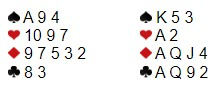 ♠ A 9 4 ♠ K 5 3
♥ 10 9 7 ♥ A 2
♦ 9 7 5 3 2 ♦ A Q J 4
♣ 8 3 ♣ A Q 9 2